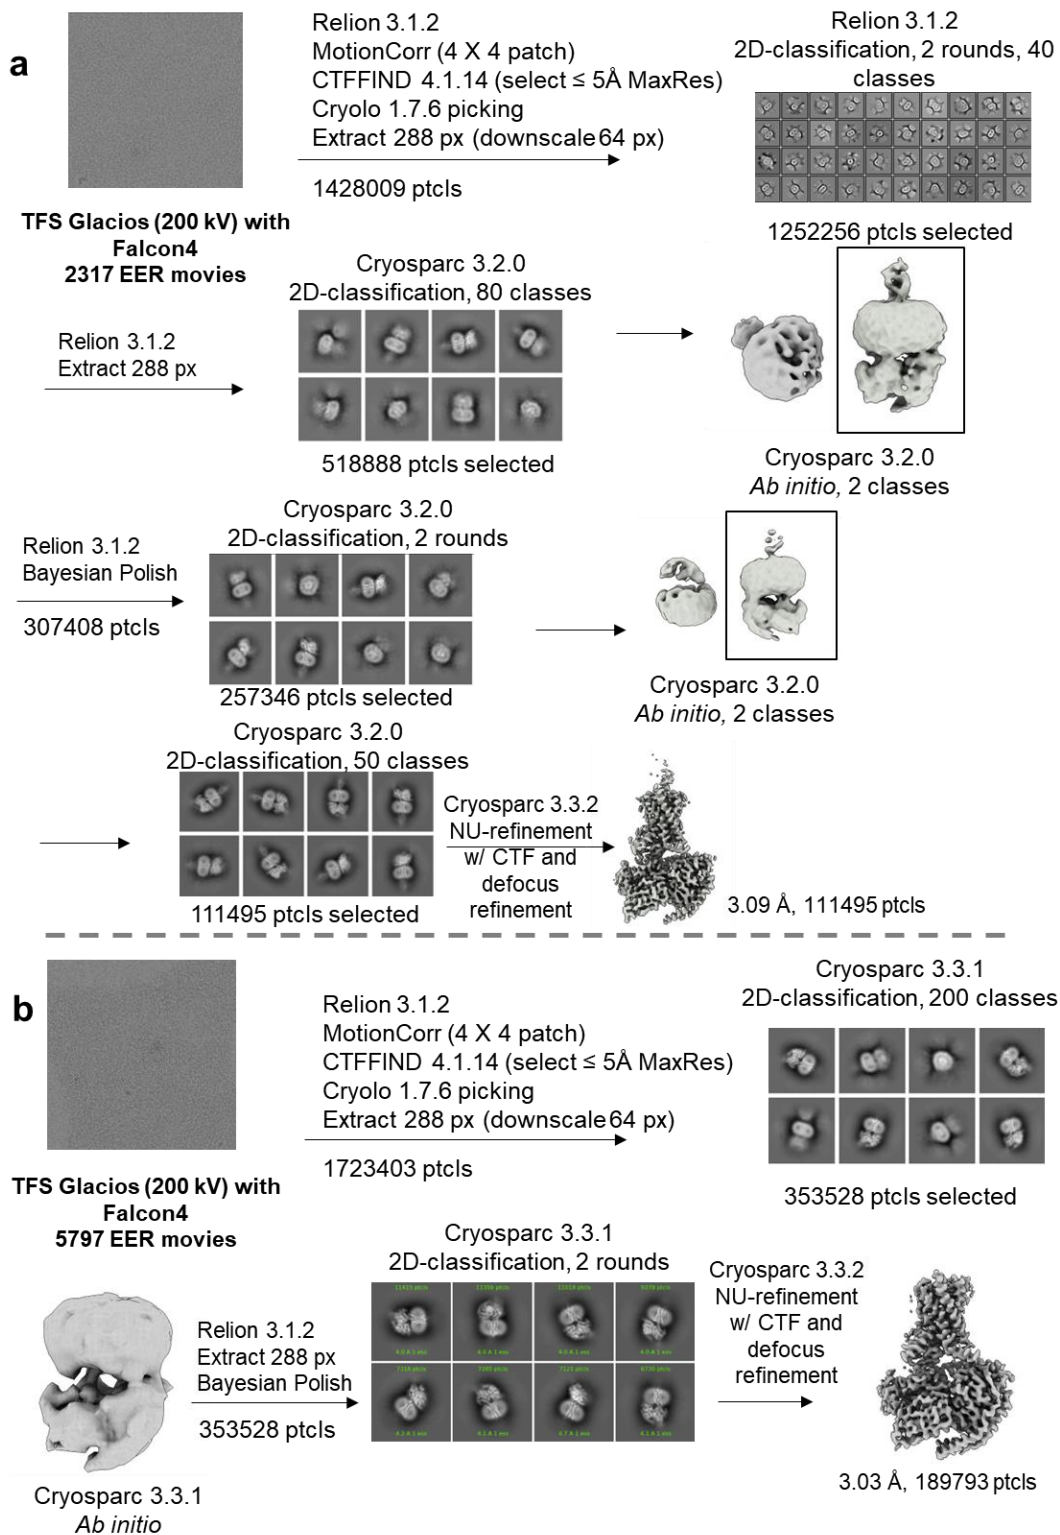 a
Relion 3.1.2
MotionCorr (4 X 4 patch)
CTFFIND 4.1.14 (select ≤ 5Å MaxRes)
Cryolo 1.7.6 picking
Extract 288 px (downscale 64 px)
1428009 ptcls
Relion 3.1.2
2D-classification, 2 rounds, 40
classes
1252256 ptcls selected
TFS Glacios (200 kV) with
Falcon4
2317 EER movies
Relion 3.1.2
Extract 288 px
Cryosparc 3.2.0
2D-classification, 80 classes
518888 ptcls selected
Cryosparc 3.2.0
Ab initio, 2 classes
Relion 3.1.2
Bayesian Polish
307408 ptcls
Cryosparc 3.2.0
2D-classification, 2 rounds
257346 ptcls selected
Cryosparc 3.2.0
Ab initio, 2 classes
Cryosparc 3.2.0
2D-classification, 50 classes
111495 ptcls selected
Cryosparc 3.3.2
NU-refinement
w/ CTF and
defocus
refinement
3.09 Å, 111495 ptcls
b
Relion 3.1.2
MotionCorr (4 X 4 patch)
CTFFIND 4.1.14 (select ≤ 5Å MaxRes)
Cryolo 1.7.6 picking
Extract 288 px (downscale 64 px)
1723403 ptcls
Cryosparc 3.3.1
2D-classification, 200 classes
353528 ptcls selected
TFS Glacios (200 kV) with
Falcon4
5797 EER movies
Cryosparc 3.3.1
Ab initio
Relion 3.1.2
Extract 288 px
Bayesian Polish
353528 ptcls
Cryosparc 3.3.1
2D-classification, 2 rounds
Cryosparc 3.3.2
NU-refinement
w/ CTF and
defocus
refinement
3.03 Å, 189793 ptcls